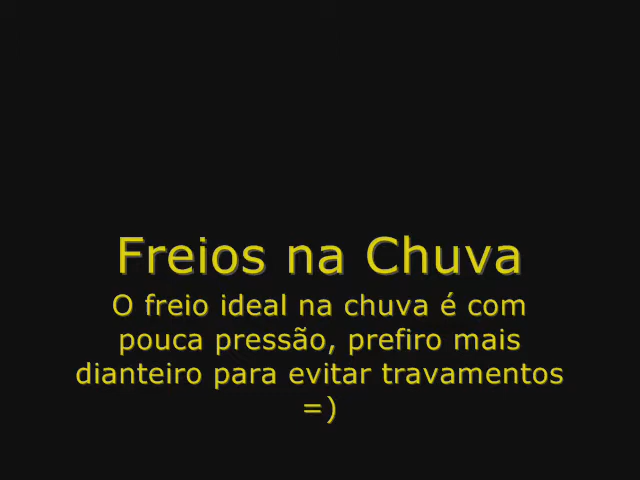 Freios na Chuva
O freio ideal na chuva é com
pouca pressão, prefiro mais
dianteiro para evitar travamentos
=)